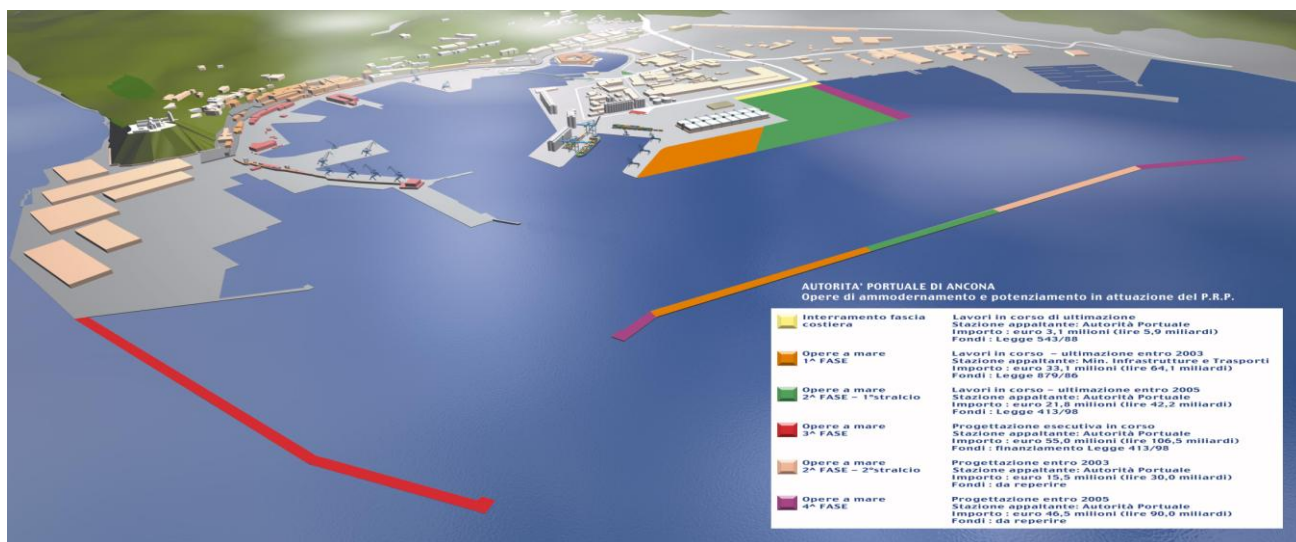 AUTORITA' PORTUALE DI ANCONA
Opere di ammodernamento e potenziamento in attuazione del P.R.P.
Interramento fascia
costiera
Lavori in corso di ultimazione
Stazione appaltante: Autorità Portuale
Importo : euro 3,1 milioni (lire 5,9 miliardi)
Fondi : Legge 543/88
Opere a mare
1^ FASE
Lavori in corso - ultimazione entro 2003
Stazione appaltante: Min. Infrastrutture e Trasporti
Importo : euro 33,1 milioni (lire 64,1 miliardi)
Fondi : Legge 879/86
Opere a mare
2^ FASE - 1°stralcio
Lavori in corso - ultimazione entro 2005
Stazione appaltante: Autorità Portuale
Importo : euro 21,8 milioni (lire 42,2 miliardi)
Fondi : Legge 413/98
Opere a mare
3^ FASE
Progettazione esecutiva in corso
Stazione appaltante: Autorità Portuale
Importo : euro 55,0 milioni (lire 106,5 miliardi)
Fondi : finanziamento Legge 413/98
Opere a mare
2^ FASE - 2°stralcio
Progettazione entro 2003
Stazione appaltante: Autorità Portuale
Importo : euro 15,5 milioni (lire 30,0 miliardi)
Fondi : da reperire
Opere a mare
4^ FASE
Progettazione entro 2005
Stazione appaltante: Autorità Portuale
Importo : euro 46,5 milioni (lire 90,0 miliardi)
Fondi : da reperire